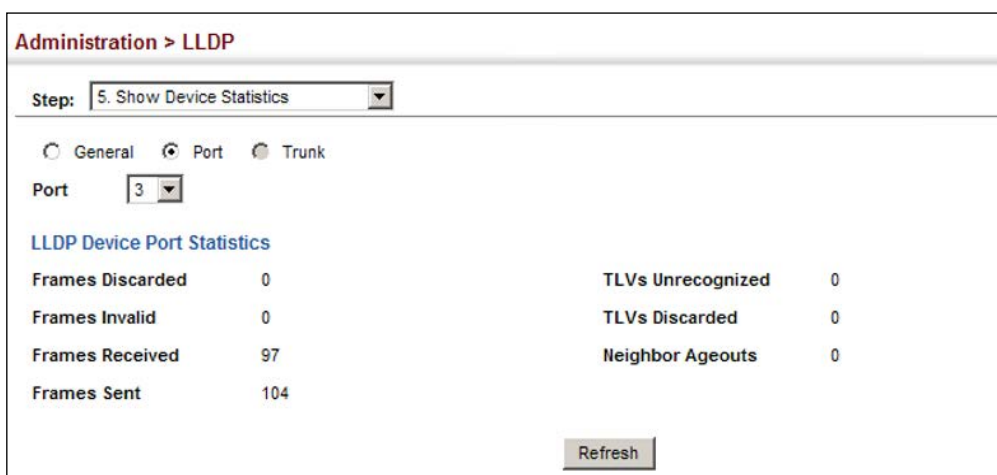 Administration > LLDP
Step: 5. Show Device Statistics
General Port Trunk
Port 3
LLDP Device Port Statistics
Frames Discarded 0 TLVs Unrecognized 0
Frames Invalid 0 TLVs Discarded 0
Frames Received 97 Neighbor Ageouts 0
Frames Sent 104
Refresh